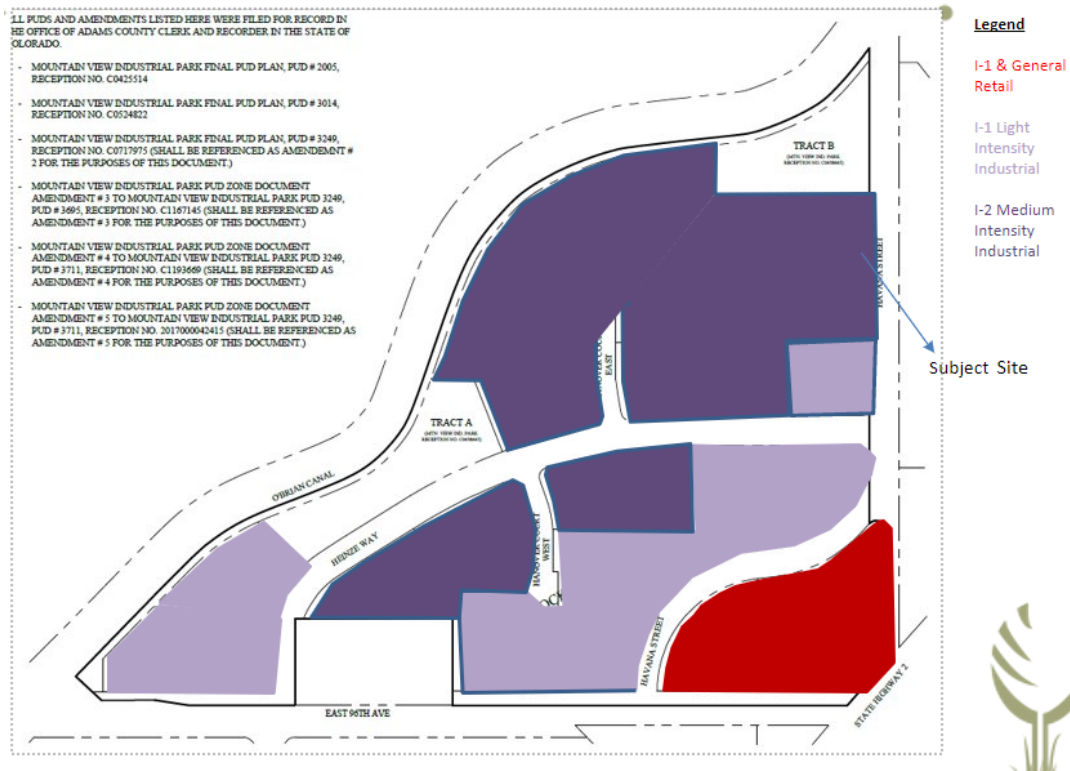 LL PUDS AND AMENDMENTS LISTED HERE WERE FILED FOR RECORD IN
HE OFFICE OF ADAMS COUNTY CLERK AND RECORDER IN THE STATE OF
OLORADO.
- MOUNTAIN VIEW INDUSTRIAL PARK FINAL PUD PLAN, PUD # 2005,
RECEPTION NO. C0425514
- MOUNTAIN VIEW INDUSTRIAL PARK FINAL PUD PLAN, PUD # 3014,
RECEPTION NO. C0524822
- MOUNTAIN VIEW INDUSTRIAL PARK FINAL PUD PLAN, PUD # 3249,
RECEPTION NO. C0717975 (SHALL BE REFERENCED AS AMENDEMNT #
2 FOR THE PURPOSES OF THIS DOCUMENT.)
- MOUNTAIN VIEW INDUSTRIAL PARK PUD ZONE DOCUMENT
AMENDMENT # 3 TO MOUNTAIN VIEW INDUSTRIAL PARK PUD 3249,
PUD # 3695, RECEPTION NO. C1167145 (SHALL BE REFERENCED AS
AMENDMENT # 3 FOR THE PURPOSES OF THIS DOCUMENT.)
- MOUNTAIN VIEW INDUSTRIAL PARK PUD ZONE DOCUMENT
AMENDMENT # 4 TO MOUNTAIN VIEW INDUSTRIAL PARK PUD 3249,
PUD # 3711, RECEPTION NO. C1193669 (SHALL BE REFERENCED AS
AMENDMENT # 4 FOR THE PURPOSES OF THIS DOCUMENT.)
- MOUNTAIN VIEW INDUSTRIAL PARK PUD ZONE DOCUMENT
AMENDMENT # 5 TO MOUNTAIN VIEW INDUSTRIAL PARK PUD 3249,
PUD # 3711, RECEPTION NO. 2017000042415 (SHALL BE REFERENCED AS
AMENDMENT # 5 FOR THE PURPOSES OF THIS DOCUMENT.)
Legend
I-1 & General
Retail
I-1 Light
Intensity
Industrial
I-2 Medium
Intensity
Industrial
TRACT B
(MTN. VIEW IND. PARK
HAVANA STREET
Subject Site
EAST
TRACT A
(MTN. VIEW IND. PARK
O'BRIAN CANAL
HEINZE WAY
HANOVER COURT
WEST
HAVANA STREET
STATE HIGHWAY 2
EAST 96TH AVE